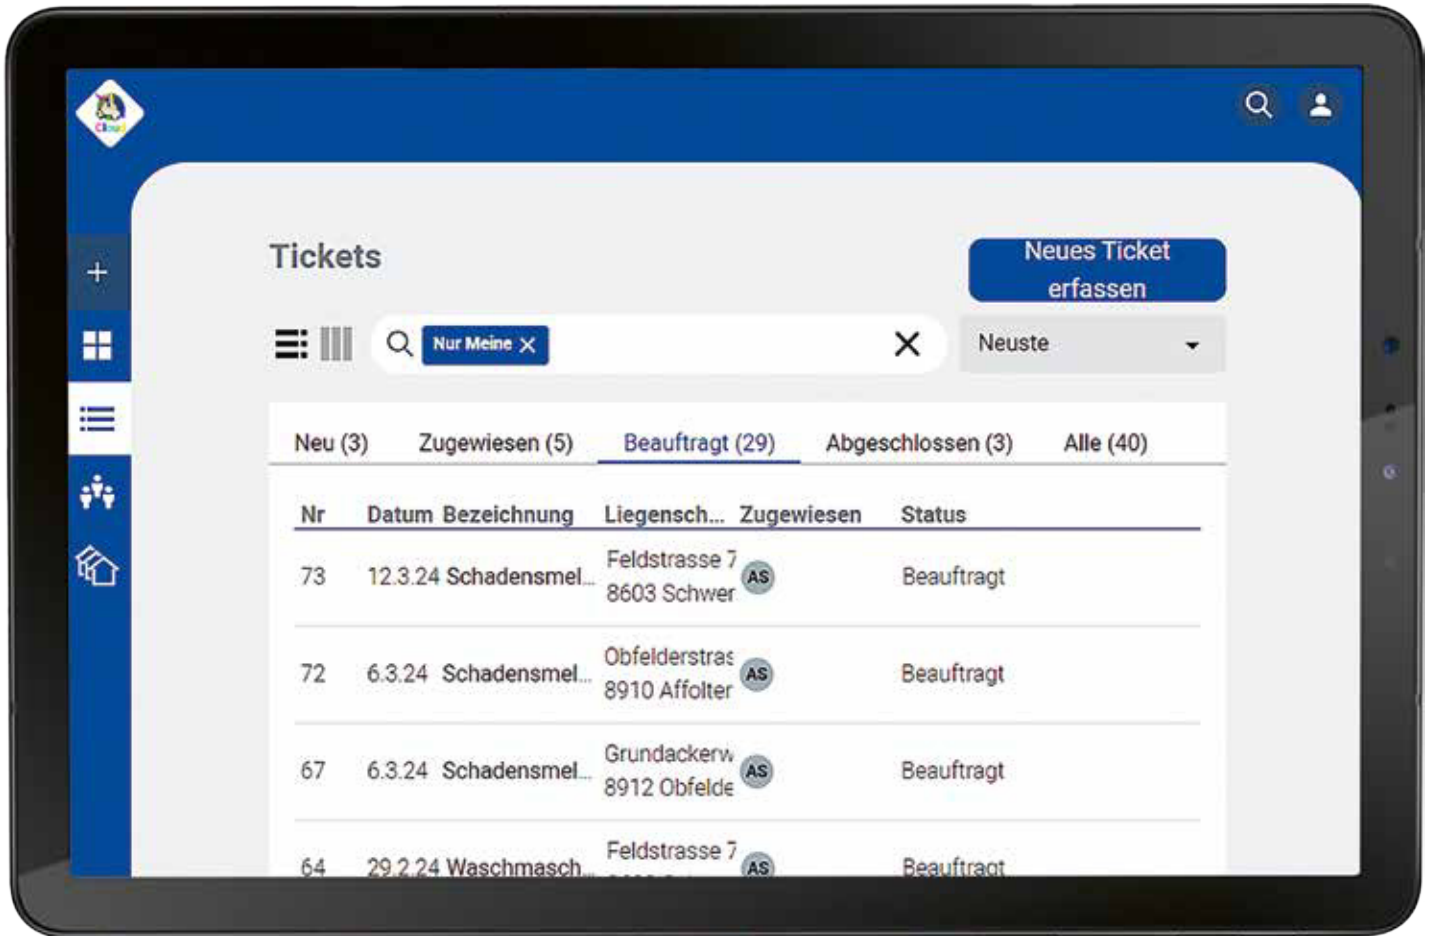 Cloud
Tickets
Neues Ticket
erfassen
Nur Meine
Neuste
Neu (3) Zugewiesen (5) Beauftragt (29) Abgeschlossen (3) Alle (40)
Nr Datum Bezeichnung Liegensch... Zugewiesen Status
Feldstrasse 7
73 12.3.24 Schadensmel... AS Beauftragt
8603 Schwer
Obfelderstras
72 6.3.24 Schadensmel... AS Beauftragt
8910 Affolter
Grundackerw
67 6.3.24 Schadensmel... AS Beauftragt
8912 Obfelde
Feldstrasse 7
64 29.2.24 Waschmasch... AS Beauftragt